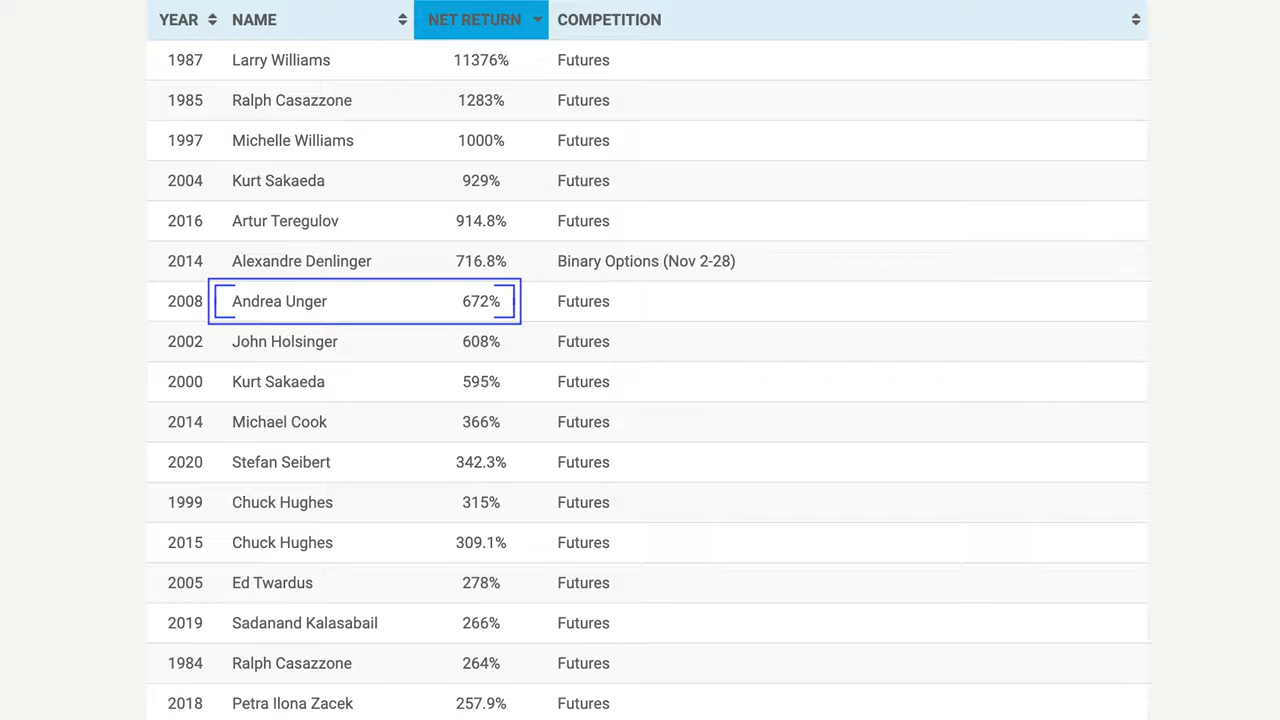 YEAR NAME NET RETURN COMPETITION
1987 Larry Williams 11376% Futures
1985 Ralph Casazzone 1283% Futures
1997 Michelle Williams 1000% Futures
2004 Kurt Sakaeda 929% Futures
2016 Artur Teregulov 914.8% Futures
2014 Alexandre Denlinger 716.8% Binary Options (Nov 2-28)
2008 Andrea Unger 672% Futures
2002 John Holsinger 608% Futures
2000 Kurt Sakaeda 595% Futures
2014 Michael Cook 366% Futures
2020 Stefan Seibert 342.3% Futures
1999 Chuck Hughes 315% Futures
2015 Chuck Hughes 309.1% Futures
2005 Ed Twardus 278% Futures
2019 Sadanand Kalasabail 266% Futures
1984 Ralph Casazzone 264% Futures
2018 Petra Ilona Zacek 257.9% Futures